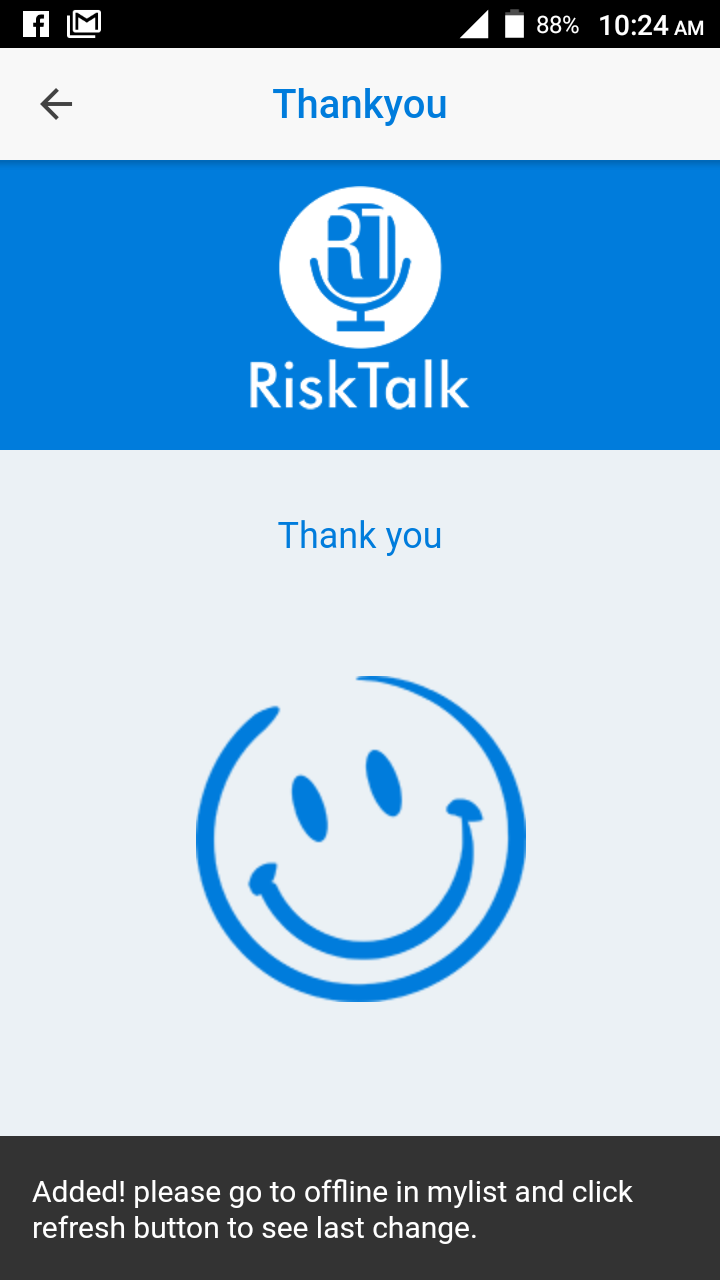 88% 10:24 AM
Thankyou
RT
RiskTalk
Thank you
Added! please go to offline in mylist and click
refresh button to see last change.